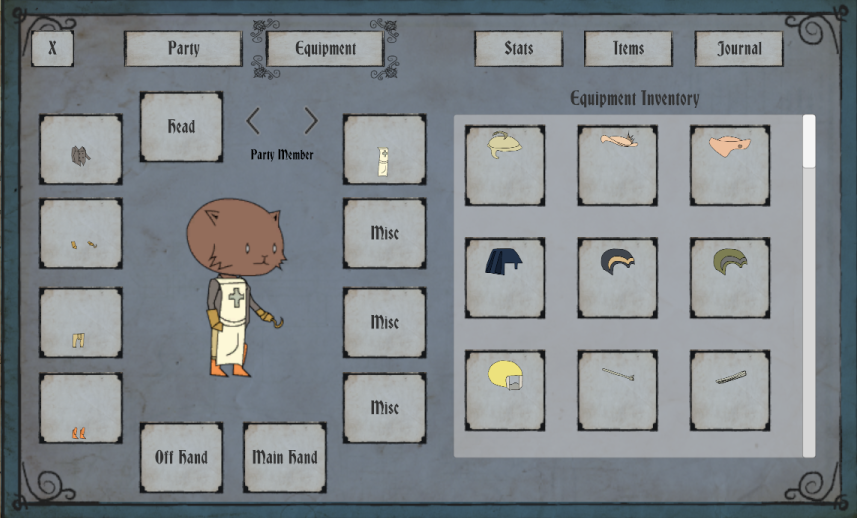 X
Party
Equipment
Stats
Items
Journal
Head
Party Member
Equipment Inventory
Misc
Misc
Misc
Off Hand
Main Hand